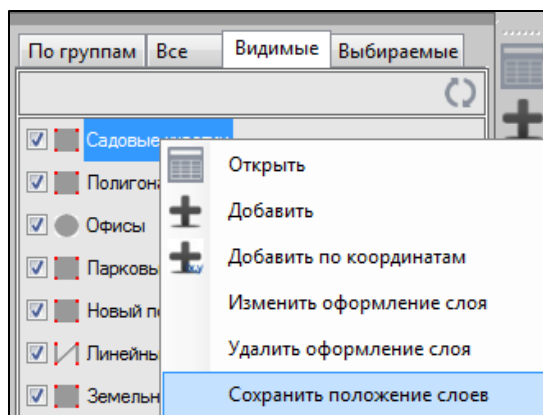 По группам Все Видимые Выбираемые
Садовые
Открыть
Полигон
Добавить
Офисы
Добавить по координатам
x,y
Парковы
Изменить оформление слоя
Новый п
Удалить оформление слоя
Линейны
Сохранить положение слоев
Земельн